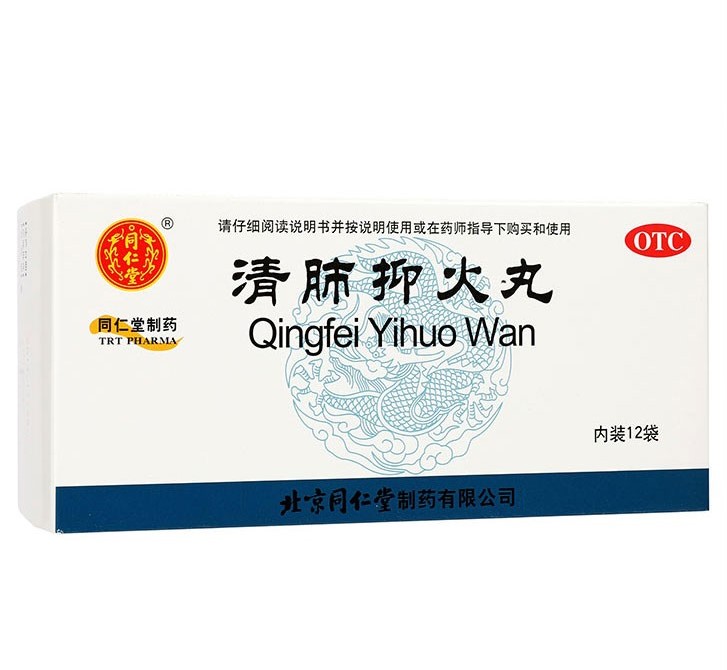 同仁堂
®
同仁堂制药
TRT PHARMA
请仔细阅读说明书并按说明使用或在药师指导下购买和使用
OTC
清肺抑火丸
Qingfei Yihuo Wan
内装12袋
北京同仁堂制药有限公司